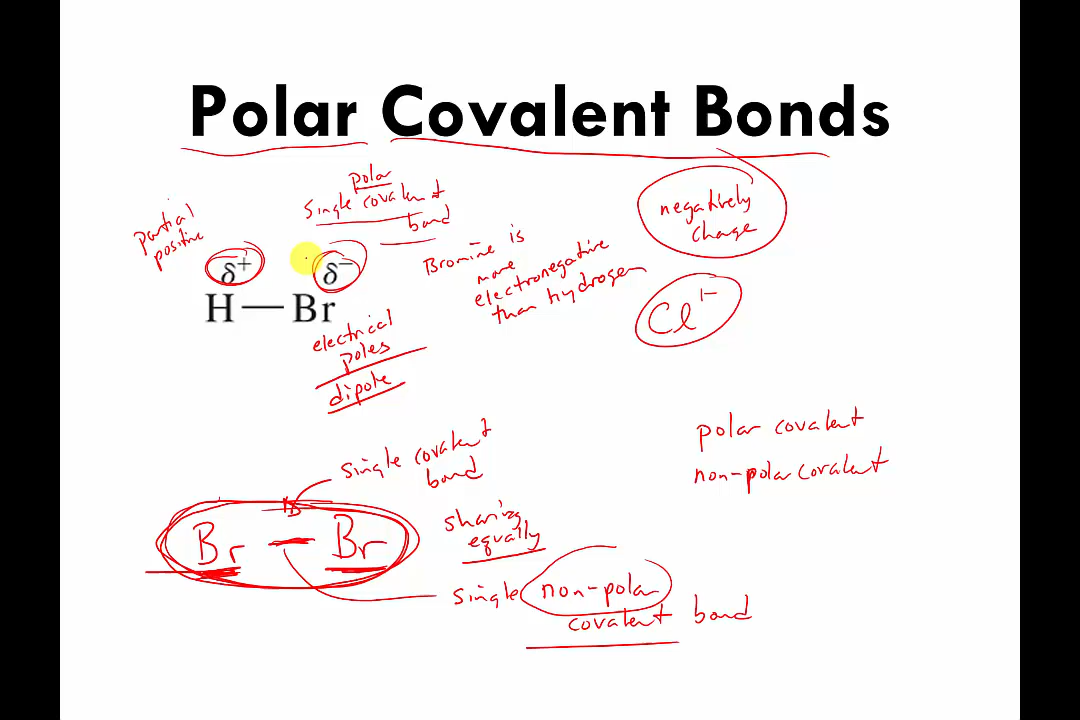 Polar Covalent Bonds
polar
single covalent
bond
partial
positive
δ+
δ−
H — Br
Bromine is
more
electronegative
than hydrogen
negatively
charge
Cl 1-
electrical
poles
dipole
polar covalent
non-polar covalent
single covalent
bond
Br — Br
sharing
equally
single non-polar
covalent bond